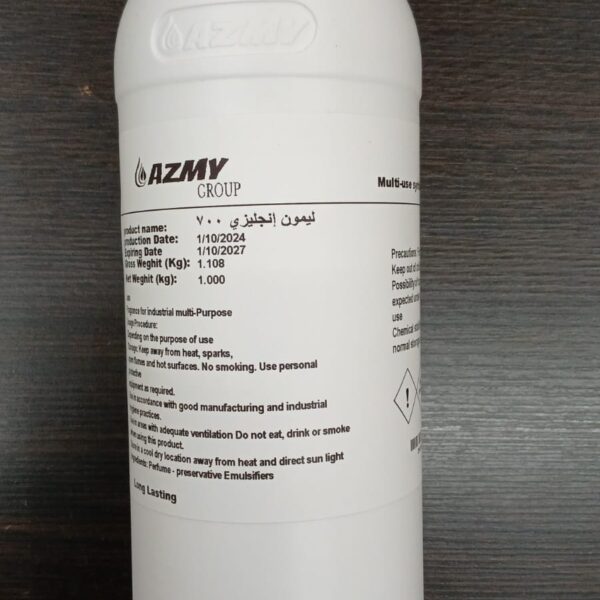 AZMY
AZMY
GROUP
Multi-use
product name: ليمون إنجليزي ٧٠٠
production Date: 1/10/2024
Expiring Date 1/10/2027
Gross Weghit (Kg): 1.108
Net Weghit (kg): 1.000
use
Fragrance for industrial multi-Purpose
Usage Procedure:
Depending on the purpose of use
Storage: Keep away from heat, sparks,
open flumes and hot surfaces. No smoking. Use personal
protective
equipment as required.
Use in accordance with good manufacturing and industrial
hygiene practices.
Use in areas with adequate ventilation Do not eat, drink or smoke
when using this product.
Store in a cool dry location away from heat and direct sun light
Ingredients: Perfume - preservative Emulsifiers
Long Lasting
Precautions:
Keep out of
Possibility
expected
use
Chemical
normal